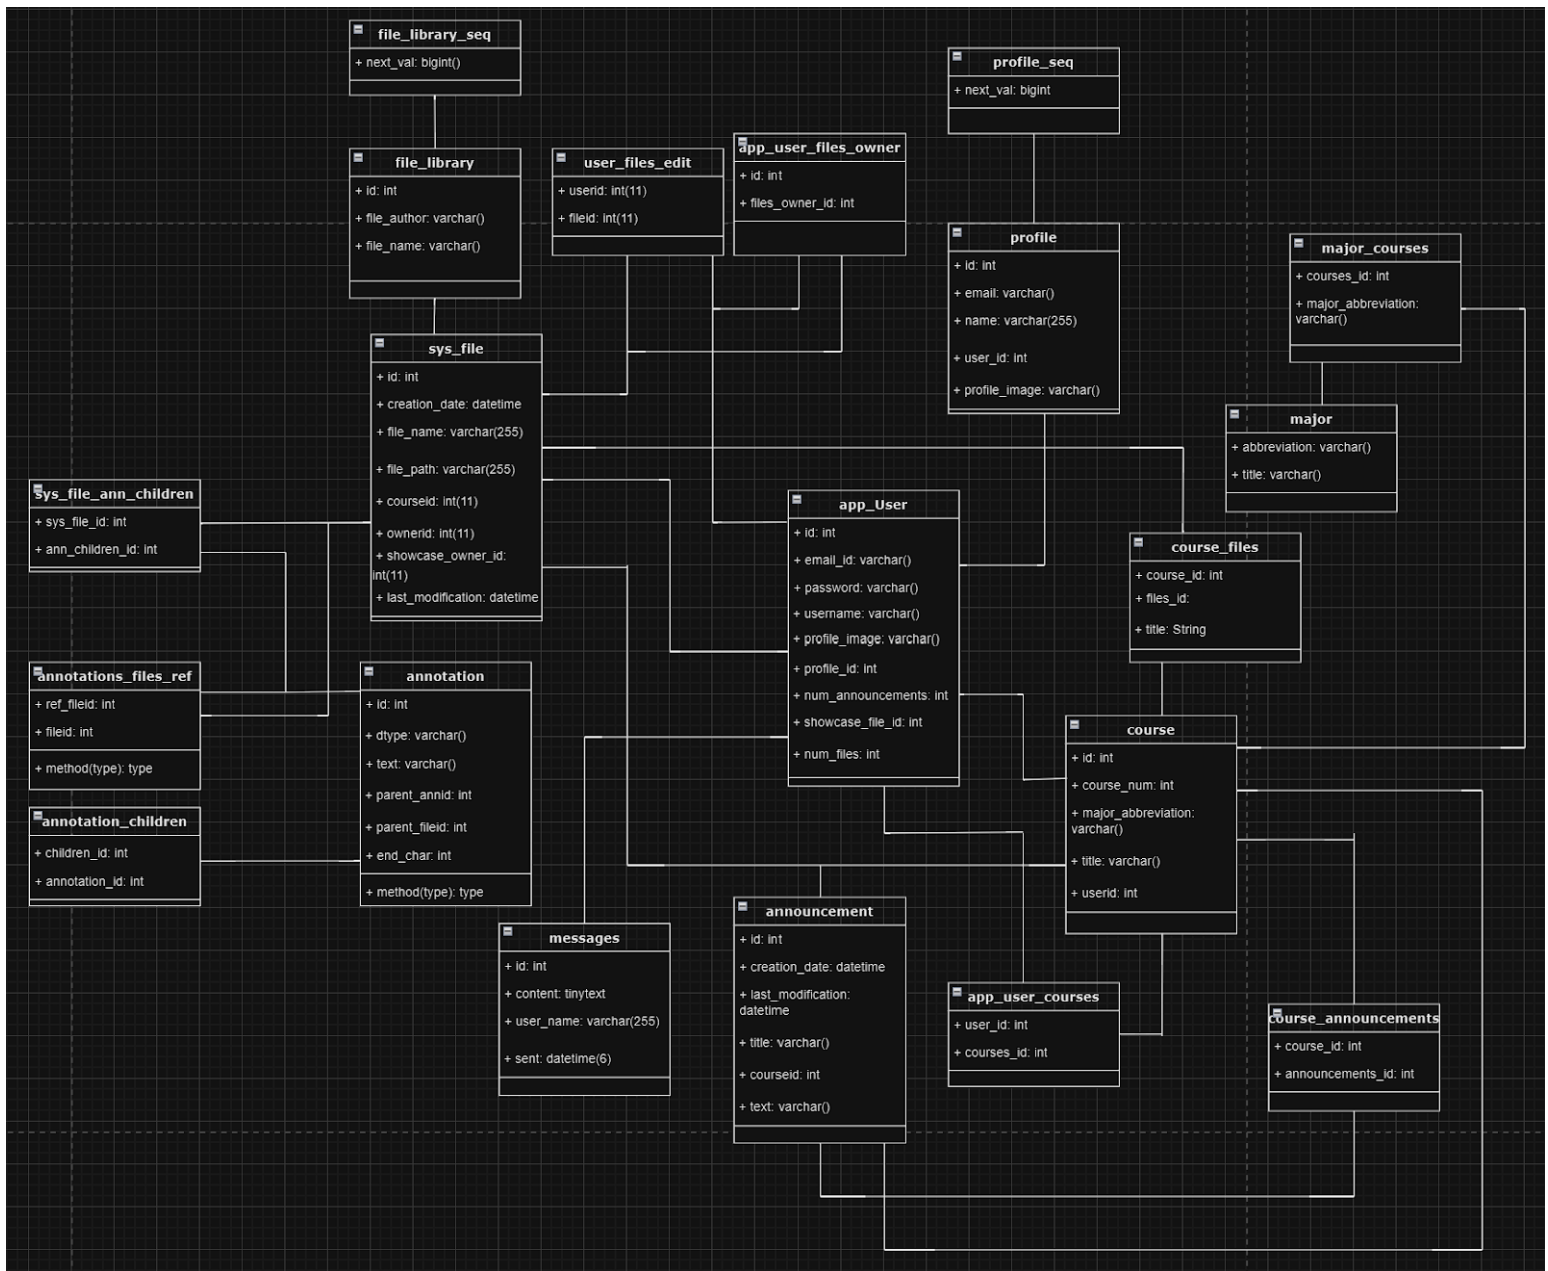 file_library_seq
+ next_val: bigint()
profile_seq
+ next_val: bigint
file_library
+ id: int
+ file_author: varchar()
+ file_name: varchar()
user_files_edit
+ userid: int(11)
+ fileid: int(11)
app_user_files_owner
+ id: int
+ files_owner_id: int
profile
+ id: int
+ email: varchar()
+ name: varchar(255)
+ user_id: int
+ profile_image: varchar()
major_courses
+ courses_id: int
+ major_abbreviation:
varchar()
sys_file
+ id: int
+ creation_date: datetime
+ file_name: varchar(255)
+ file_path: varchar(255)
+ courseid: int(11)
+ ownerid: int(11)
+ showcase_owner_id:
int(11)
+ last_modification: datetime
major
+ abbreviation: varchar()
+ title: varchar()
sys_file_ann_children
+ sys_file_id: int
+ ann_children_id: int
app_User
+ id: int
+ email_id: varchar()
+ password: varchar()
+ username: varchar()
+ profile_image: varchar()
+ profile_id: int
+ num_announcements: int
+ showcase_file_id: int
+ num_files: int
course_files
+ course_id: int
+ files_id:
+ title: String
annotations_files_ref
+ ref_fileid: int
+ fileid: int
+ method(type): type
annotation
+ id: int
+ dtype: varchar()
+ text: varchar()
+ parent_annid: int
+ parent_fileid: int
+ end_char: int
+ method(type): type
course
+ id: int
+ course_num: int
+ major_abbreviation:
varchar()
+ title: varchar()
+ userid: int
annotation_children
+ children_id: int
+ annotation_id: int
messages
+ id: int
+ content: tinytext
+ user_name: varchar(255)
+ sent: datetime(6)
announcement
+ id: int
+ creation_date: datetime
+ last_modification:
datetime
+ title: varchar()
+ courseid: int
+ text: varchar()
app_user_courses
+ user_id: int
+ courses_id: int
course_announcements
+ course_id: int
+ announcements_id: int